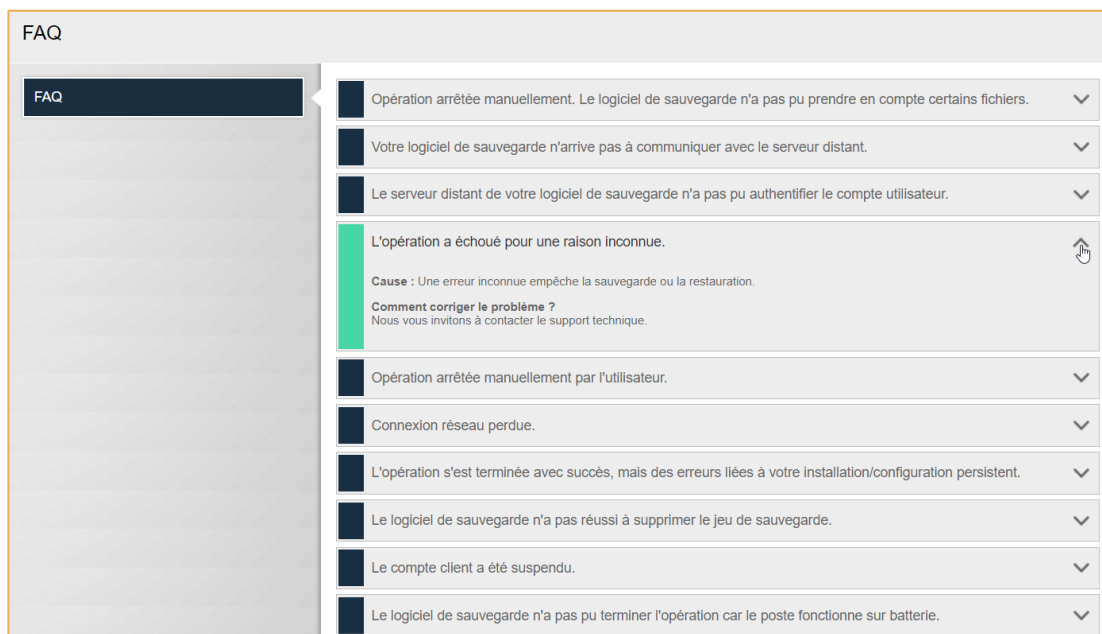 FAQ
FAQ
Opération arrêtée manuellement. Le logiciel de sauvegarde n'a pas pu prendre en compte certains fichiers.
Votre logiciel de sauvegarde n'arrive pas à communiquer avec le serveur distant.
Le serveur distant de votre logiciel de sauvegarde n'a pas pu authentifier le compte utilisateur.
L'opération a échoué pour une raison inconnue.
Cause : Une erreur inconnue empêche la sauvegarde ou la restauration.
Comment corriger le problème ?
Nous vous invitons à contacter le support technique.
Opération arrêtée manuellement par l'utilisateur.
Connexion réseau perdue.
L'opération s'est terminée avec succès, mais des erreurs liées à votre installation/configuration persistent.
Le logiciel de sauvegarde n'a pas réussi à supprimer le jeu de sauvegarde.
Le compte client a été suspendu.
Le logiciel de sauvegarde n'a pas pu terminer l'opération car le poste fonctionne sur batterie.